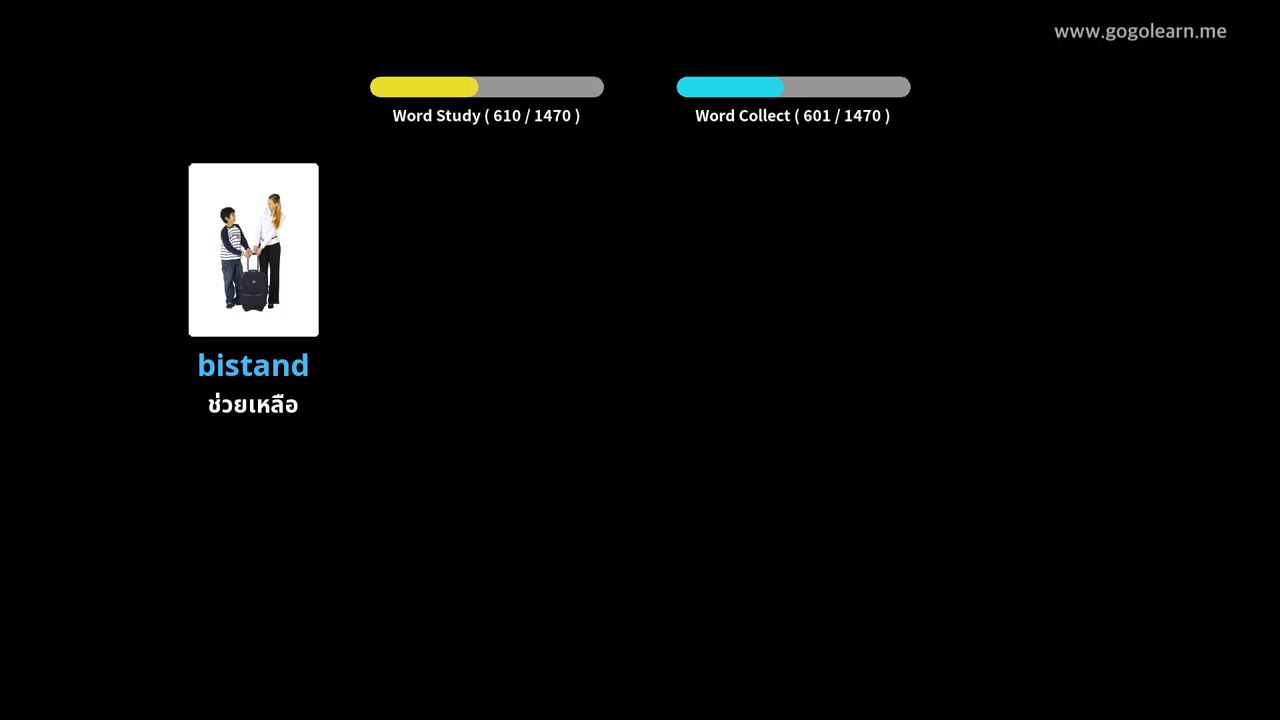 www.gogolearn.me
Word Study ( 610 / 1470 )
Word Collect ( 601 / 1470 )
bistand
ช่วยเหลือ